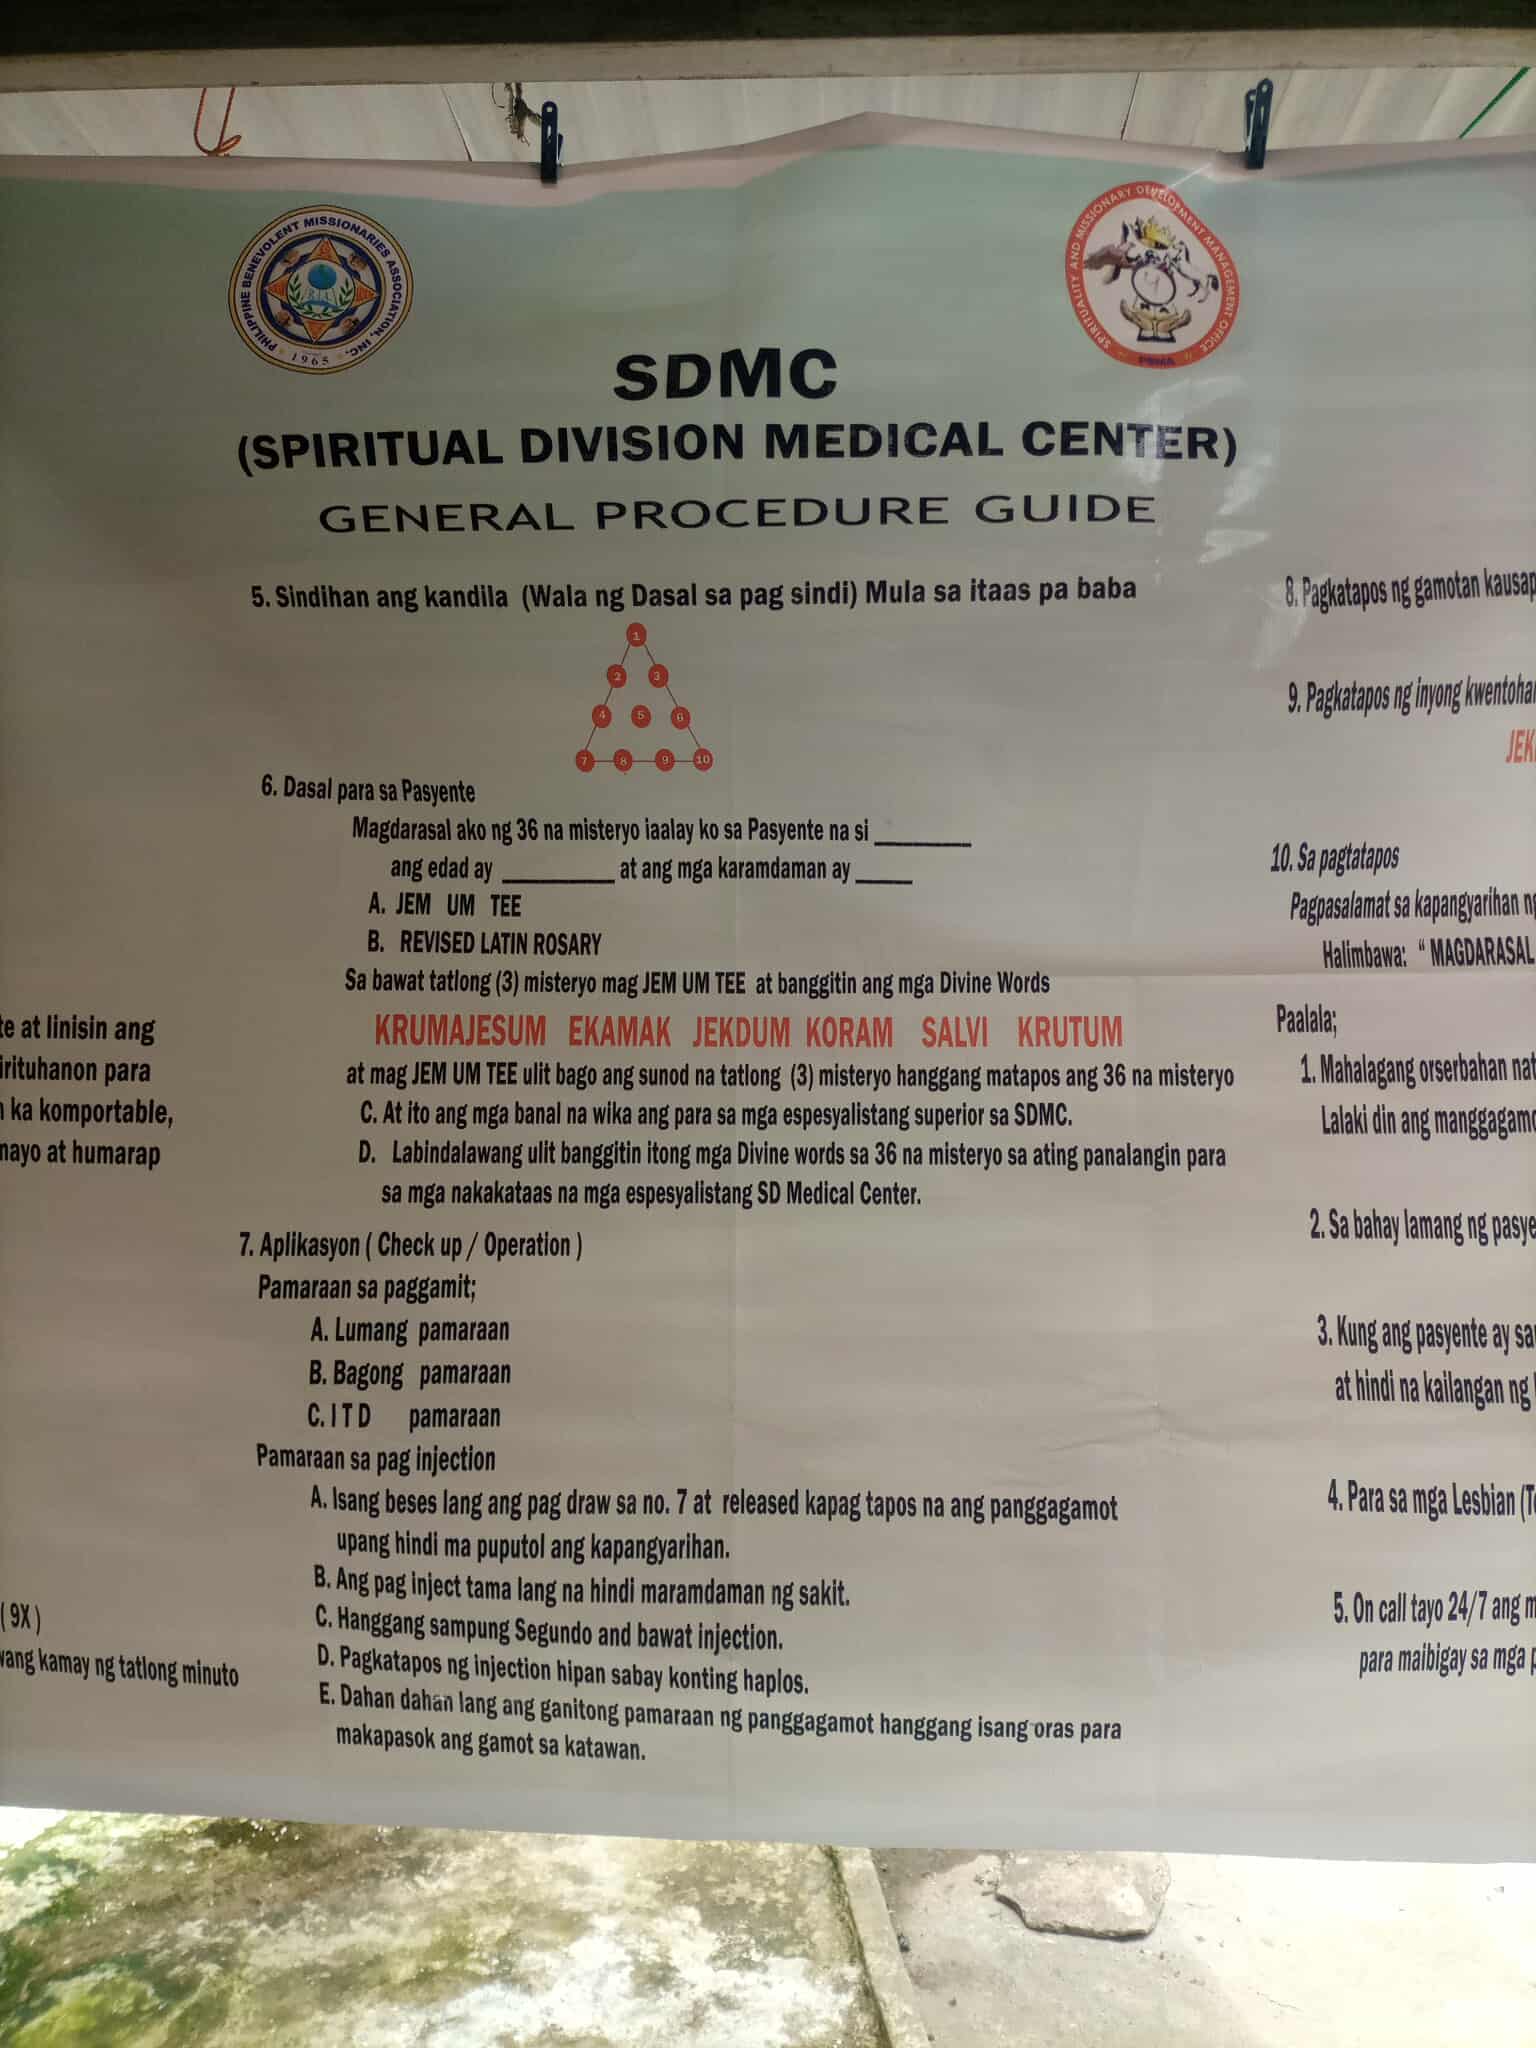 PHILIPPINE BENEVOLENT MISSIONARIES ASSOCIATION, INC.
1965
SPIRITUALITY AND MISSIONARY DEVELOPMENT MANAGEMENT OFFICE
PBMA
SDMC
(SPIRITUAL DIVISION MEDICAL CENTER)
GENERAL PROCEDURE GUIDE
te at linisin ang
irituhanon para
ka komportable,
mayo at humarap
( 9X )
wang kamay ng tatlong minuto
5. Sindihan ang kandila (Wala ng Dasal sa pag sindi) Mula sa itaas pa baba
1
2 3
4 5 6
7 8 9 10
6. Dasal para sa Pasyente
Magdarasal ako ng 36 na misteryo iaalay ko sa Pasyente na si ________
ang edad ay ________ at ang mga karamdaman ay _____
A. JEM UM TEE
B. REVISED LATIN ROSARY
Sa bawat tatlong (3) misteryo mag JEM UM TEE at banggitin ang mga Divine Words
KRUMAJESUM EKAMAK JEKDUM KORAM SALVI KRUTUM
at mag JEM UM TEE ulit bago ang sunod na tatlong (3) misteryo hanggang matapos ang 36 na misteryo
C. At ito ang mga banal na wika ang para sa mga espesyalistang superior sa SDMC.
D. Labindalawang ulit banggitin itong mga Divine words sa 36 na misteryo sa ating panalangin para
sa mga nakakataas na mga espesyalistang SD Medical Center.
7. Aplikasyon ( Check up / Operation )
Pamaraan sa paggamit;
A. Lumang pamaraan
B. Bagong pamaraan
C. I T D pamaraan
Pamaraan sa pag injection
A. Isang beses lang ang pag draw sa no. 7 at released kapag tapos na ang panggagamot
upang hindi ma puputol ang kapangyarihan.
B. Ang pag inject tama lang na hindi maramdaman ng sakit.
C. Hanggang sampung Segundo and bawat injection.
D. Pagkatapos ng injection hipan sabay konting haplos.
E. Dahan dahan lang ang ganitong pamaraan ng panggagamot hanggang isang oras para
makapasok ang gamot sa katawan.
8. Pagkatapos ng gamotan kausap
9. Pagkatapos ng inyong kwentohan
JEK
10. Sa pagtatapos
Pagpasalamat sa kapangyarihan ng
Halimbawa: " MAGDARASAL
Paalala;
1. Mahalagang orserbahan nat
Lalaki din ang manggagamo
2. Sa bahay lamang ng pasye
3. Kung ang pasyente ay sa
at hindi na kailangan ng
4. Para sa mga Lesbian (T
5. On call tayo 24/7 ang m
para maibigay sa mga p